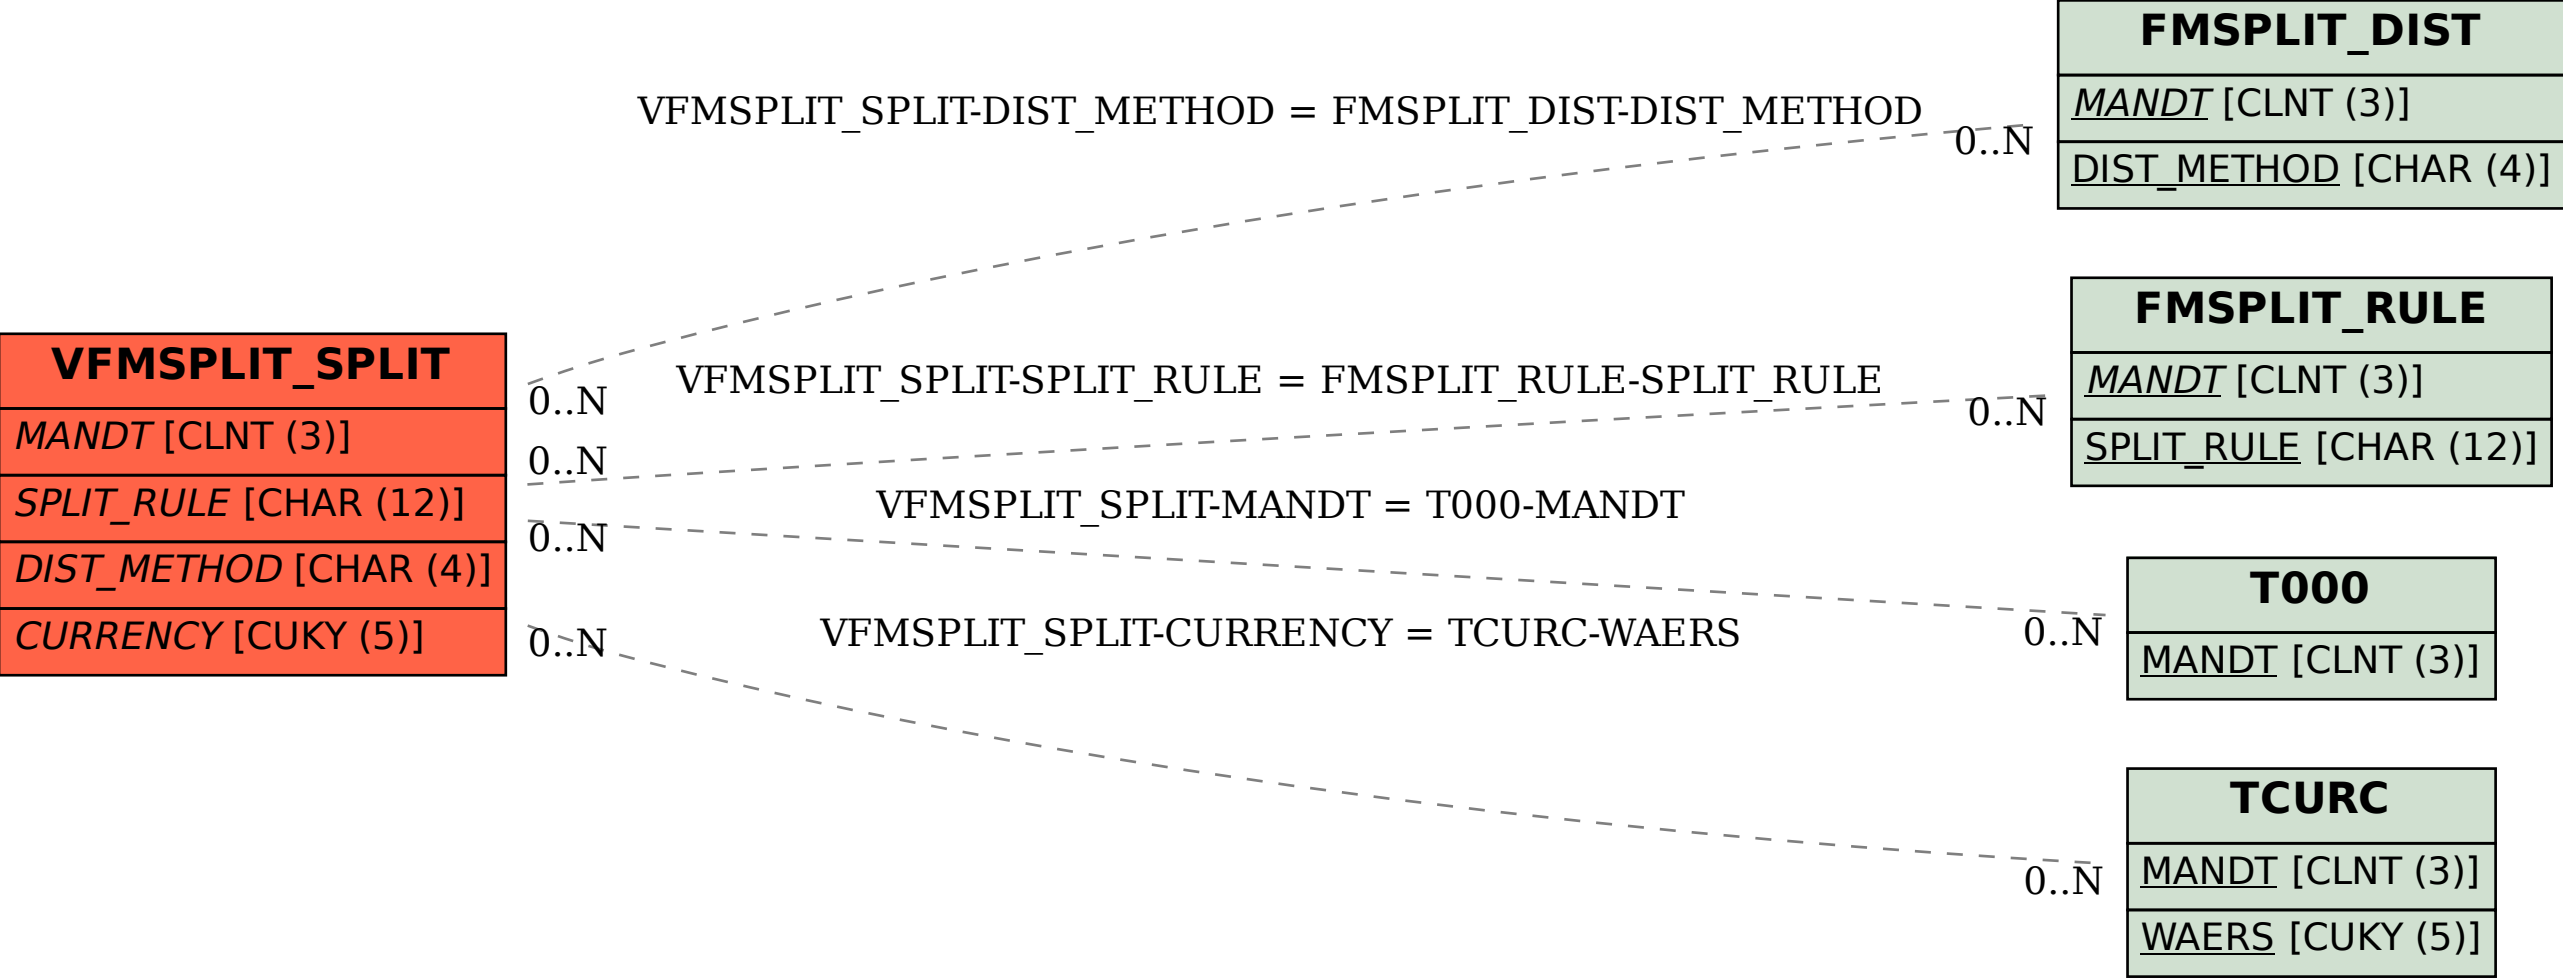 FMSPLIT_DIST
MANDT [CLNT (3)]
DIST_METHOD [CHAR (4)]
VFMSPLIT_SPLIT-DIST_METHOD = FMSPLIT_DIST-DIST_METHOD
0..N
0..N
FMSPLIT_RULE
MANDT [CLNT (3)]
SPLIT_RULE [CHAR (12)]
VFMSPLIT_SPLIT
MANDT [CLNT (3)]
SPLIT_RULE [CHAR (12)]
DIST_METHOD [CHAR (4)]
CURRENCY [CUKY (5)]
VFMSPLIT_SPLIT-SPLIT_RULE = FMSPLIT_RULE-SPLIT_RULE
0..N
0..N
VFMSPLIT_SPLIT-MANDT = T000-MANDT
0..N
0..N
T000
MANDT [CLNT (3)]
VFMSPLIT_SPLIT-CURRENCY = TCURC-WAERS
0..N
0..N
TCURC
MANDT [CLNT (3)]
WAERS [CUKY (5)]